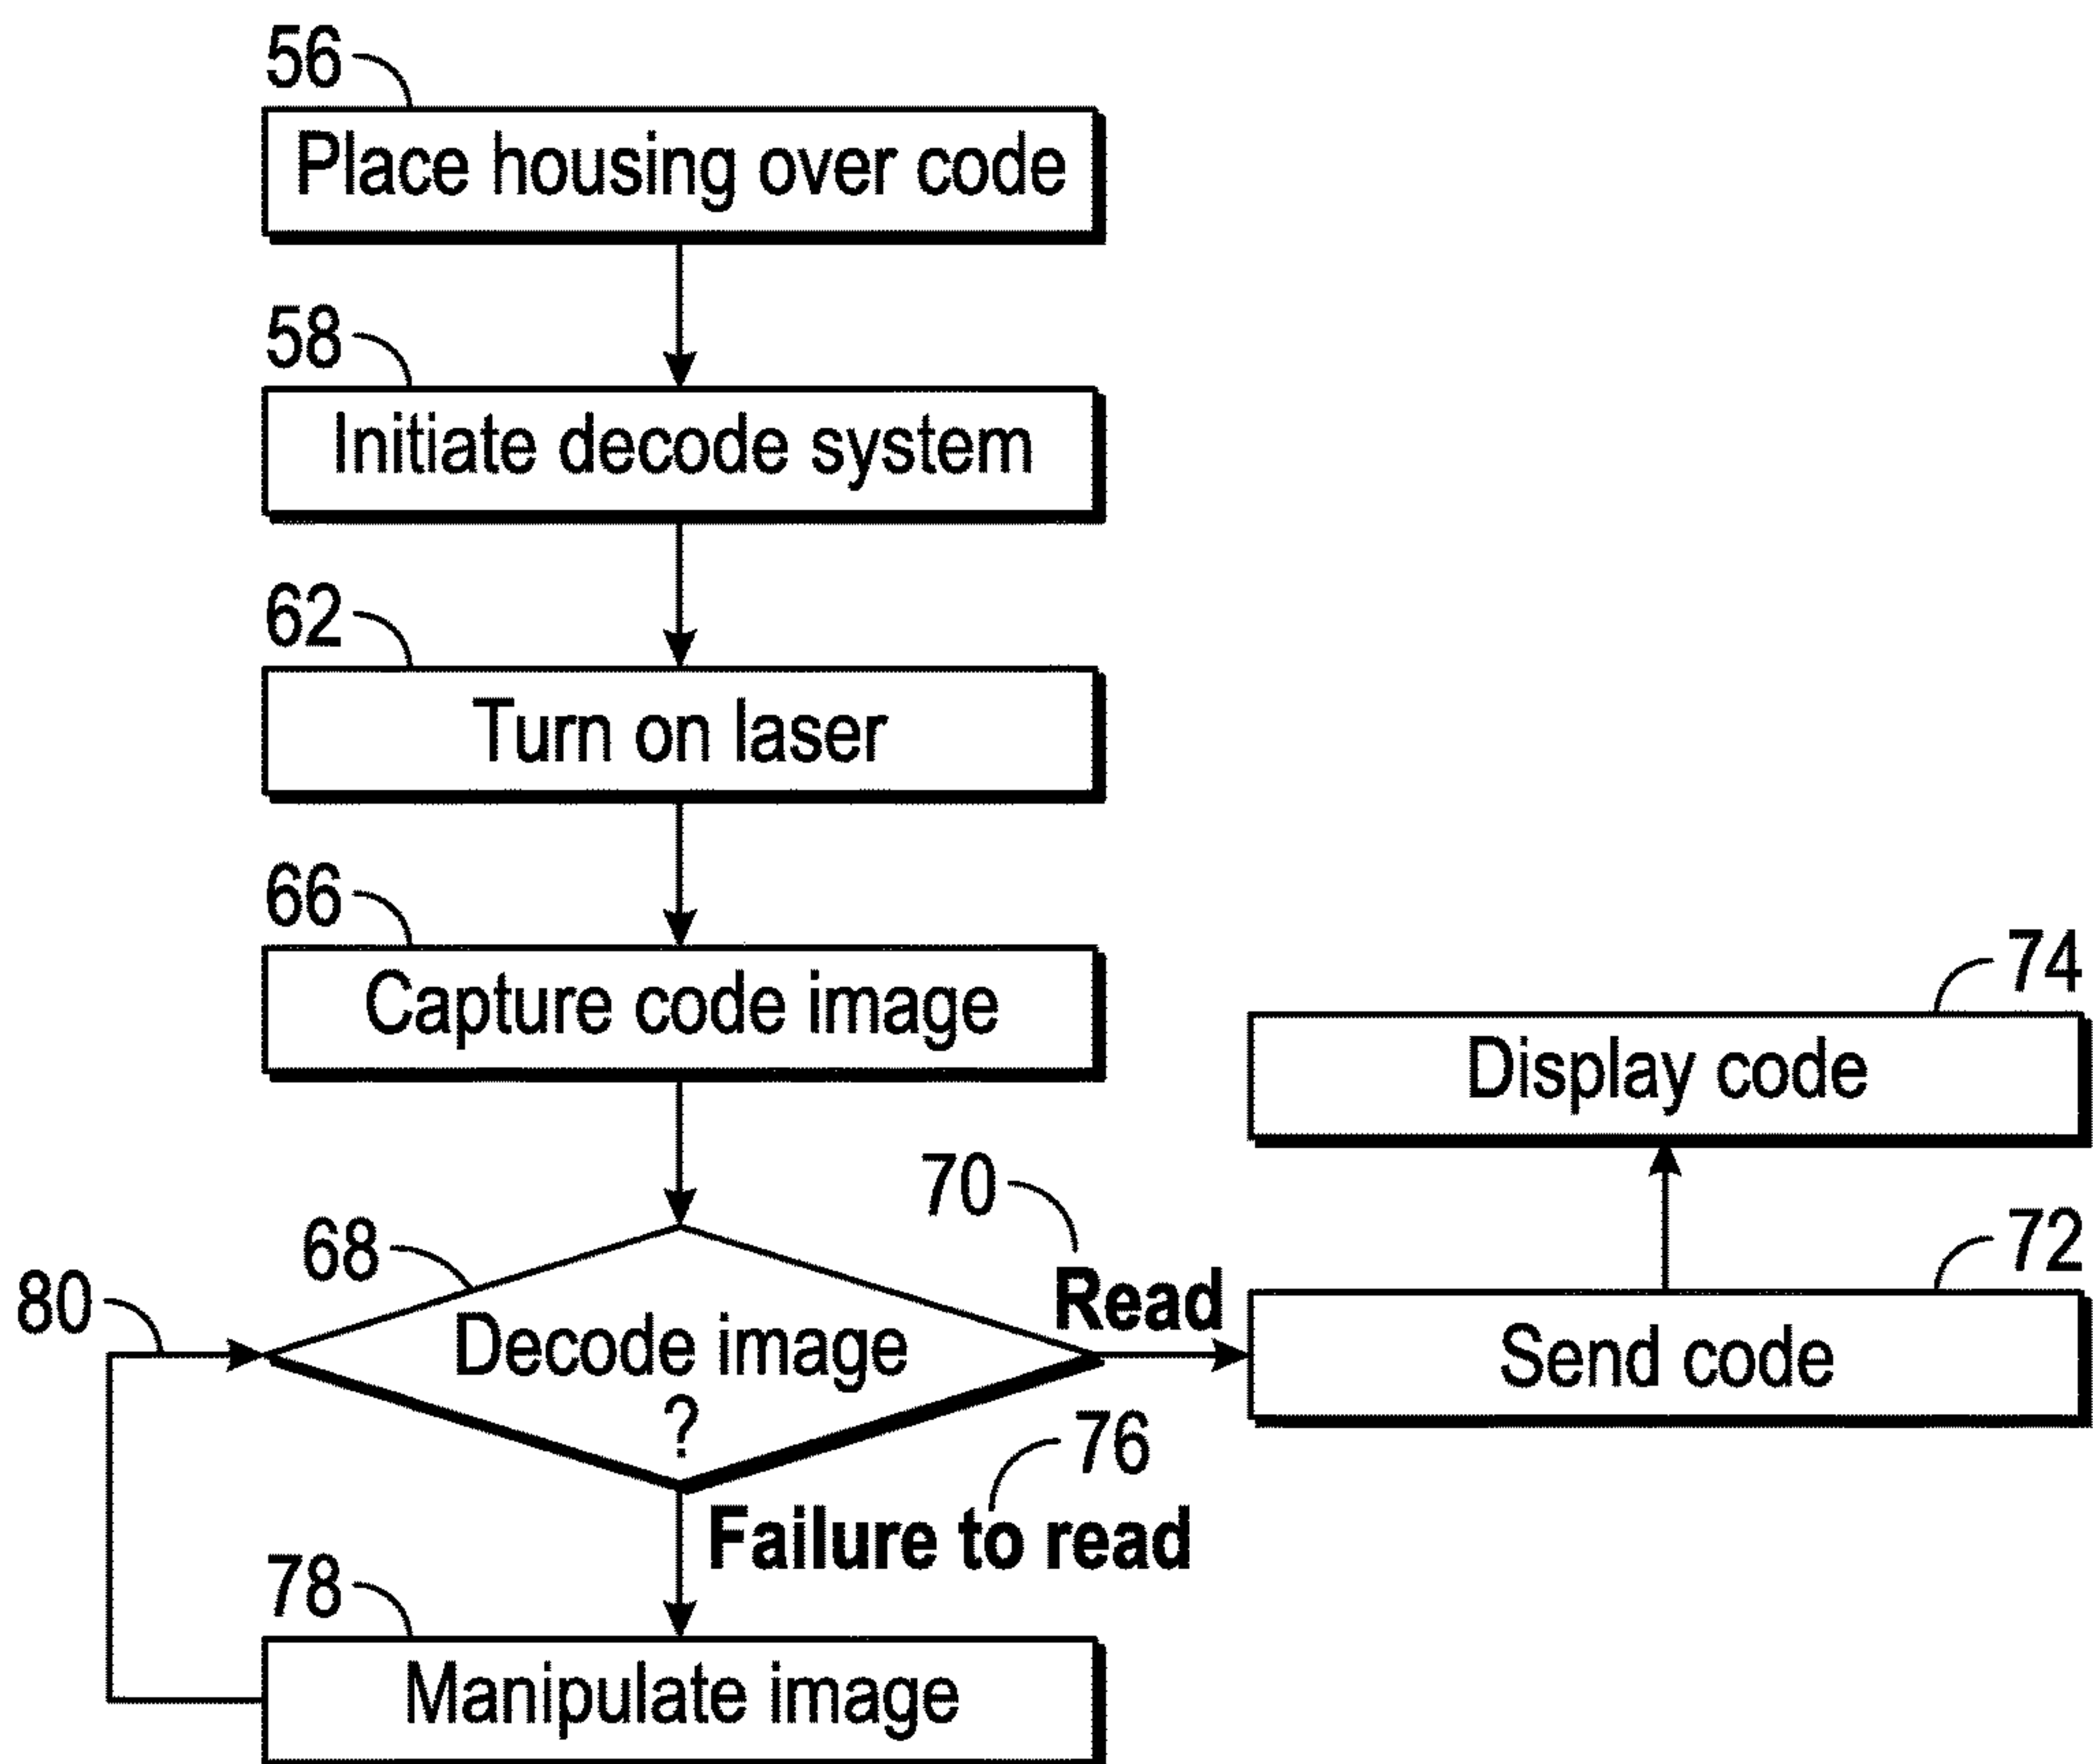 56
Place housing over code
58
Initiate decode system
62
Turn on laser
66
Capture code image
74
Display code
70
68
72
80
Read
Decode image
?
Send code
76
Failure to read
78
Manipulate image